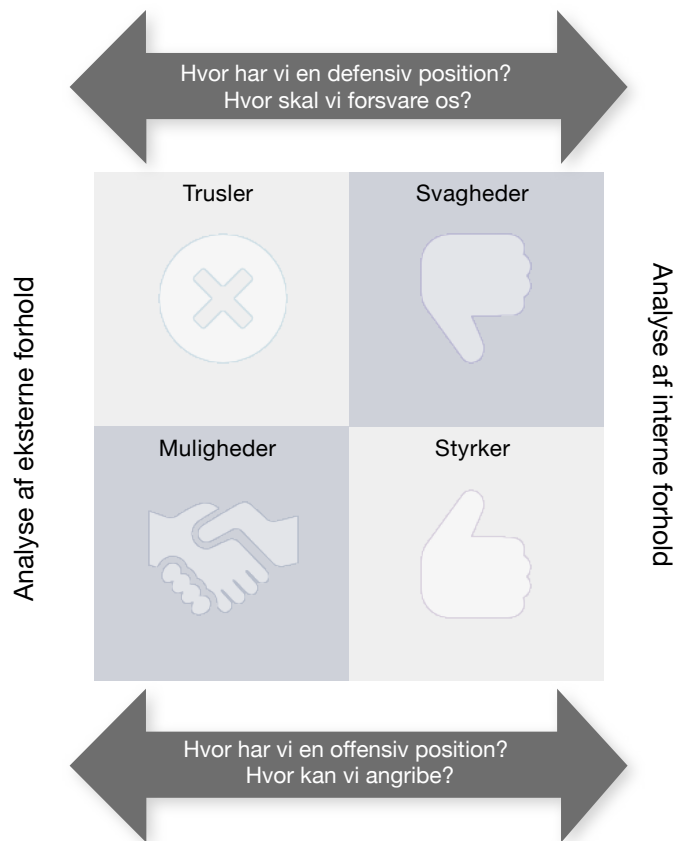 Hvor har vi en defensiv position?
Hvor skal vi forsvare os?
Trusler
Svagheder
Analyse af eksterne forhold
Analyse af interne forhold
Muligheder
Styrker
Hvor har vi en offensiv position?
Hvor kan vi angribe?